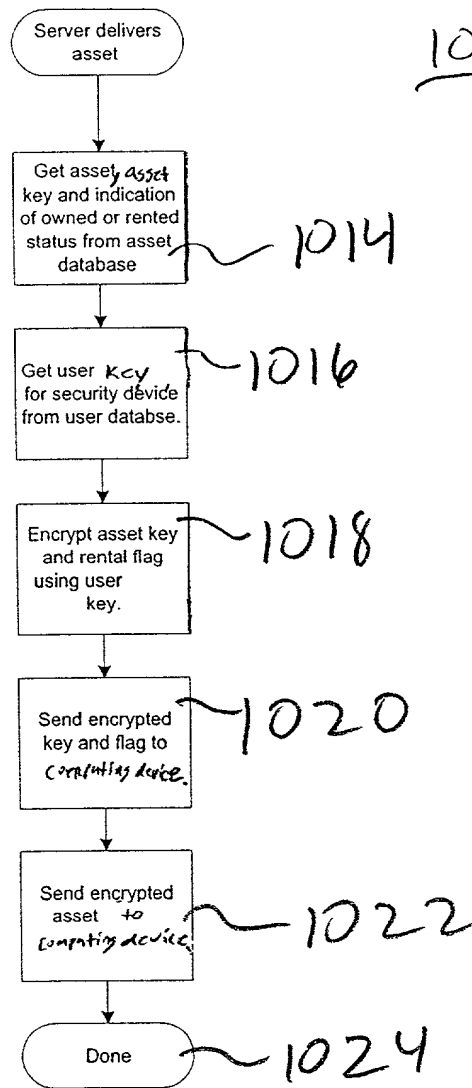 Server delivers
asset
10
Get asset, asset
key and indication
of owned or rented
status from asset
database
1014
Get user key
for security device
from user databse.
1016
Encrypt asset key
and rental flag
using user
key.
1018
Send encrypted
key and flag to
computing device.
1020
Send encrypted
asset to
computing device.
1022
Done
1024